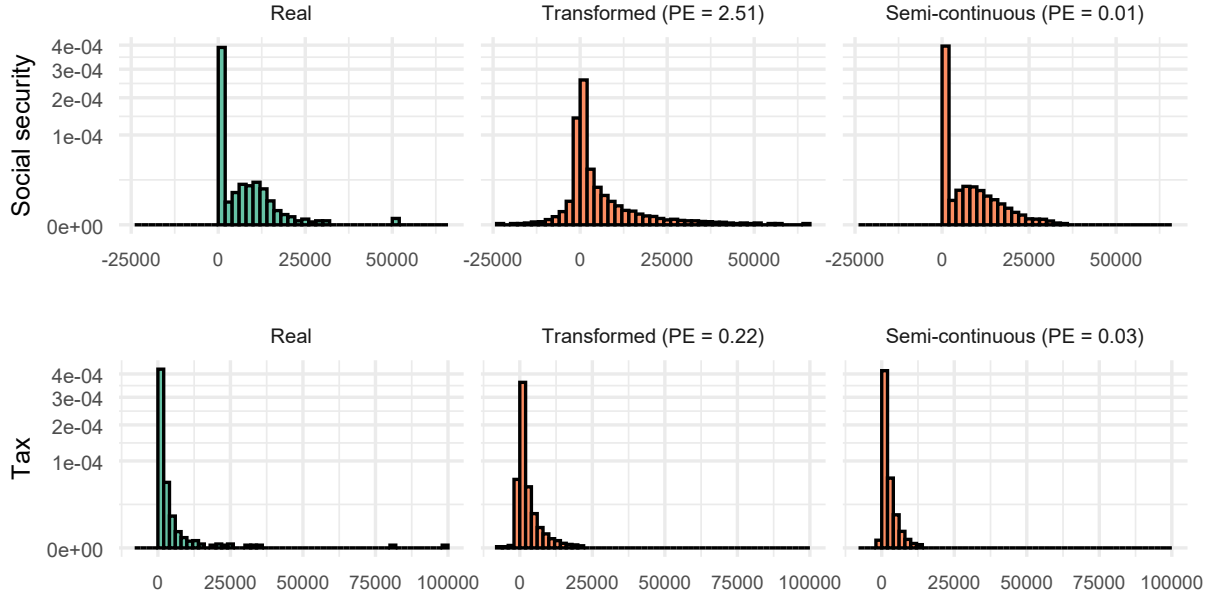 Real Transformed (PE = 2.51) Semi-continuous (PE = 0.01)
Social security
4e-04
3e-04
2e-04
1e-04
0e+00
-25000 0 25000 50000 -25000 0 25000 50000 -25000 0 25000 50000
Real Transformed (PE = 0.22) Semi-continuous (PE = 0.03)
Tax
4e-04
3e-04
2e-04
1e-04
0e+00
0 25000 50000 75000 100000 0 25000 50000 75000 100000 0 25000 50000 75000 100000